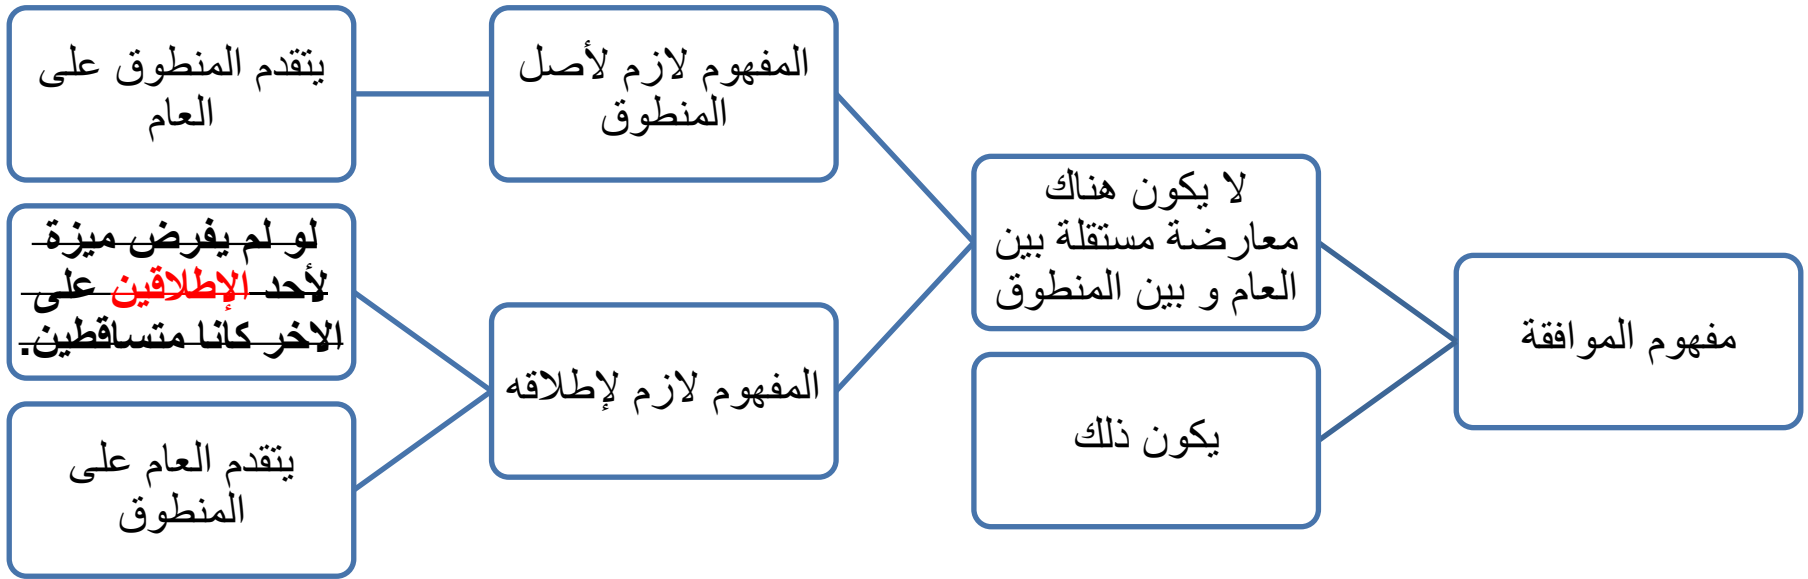 مفهوم الموافقة
لا يكون هناك
معارضة مستقلة بين
العام و بين المنطوق
يكون ذلك
المفهوم لازم لأصل
المنطوق
المفهوم لازم لإطلاقه
يتقدم المنطوق على
العام
لو لم يفرض ميزة
لأحد الإطلاقين على
الاخر كانا متساقطين.
يتقدم العام على
المنطوق